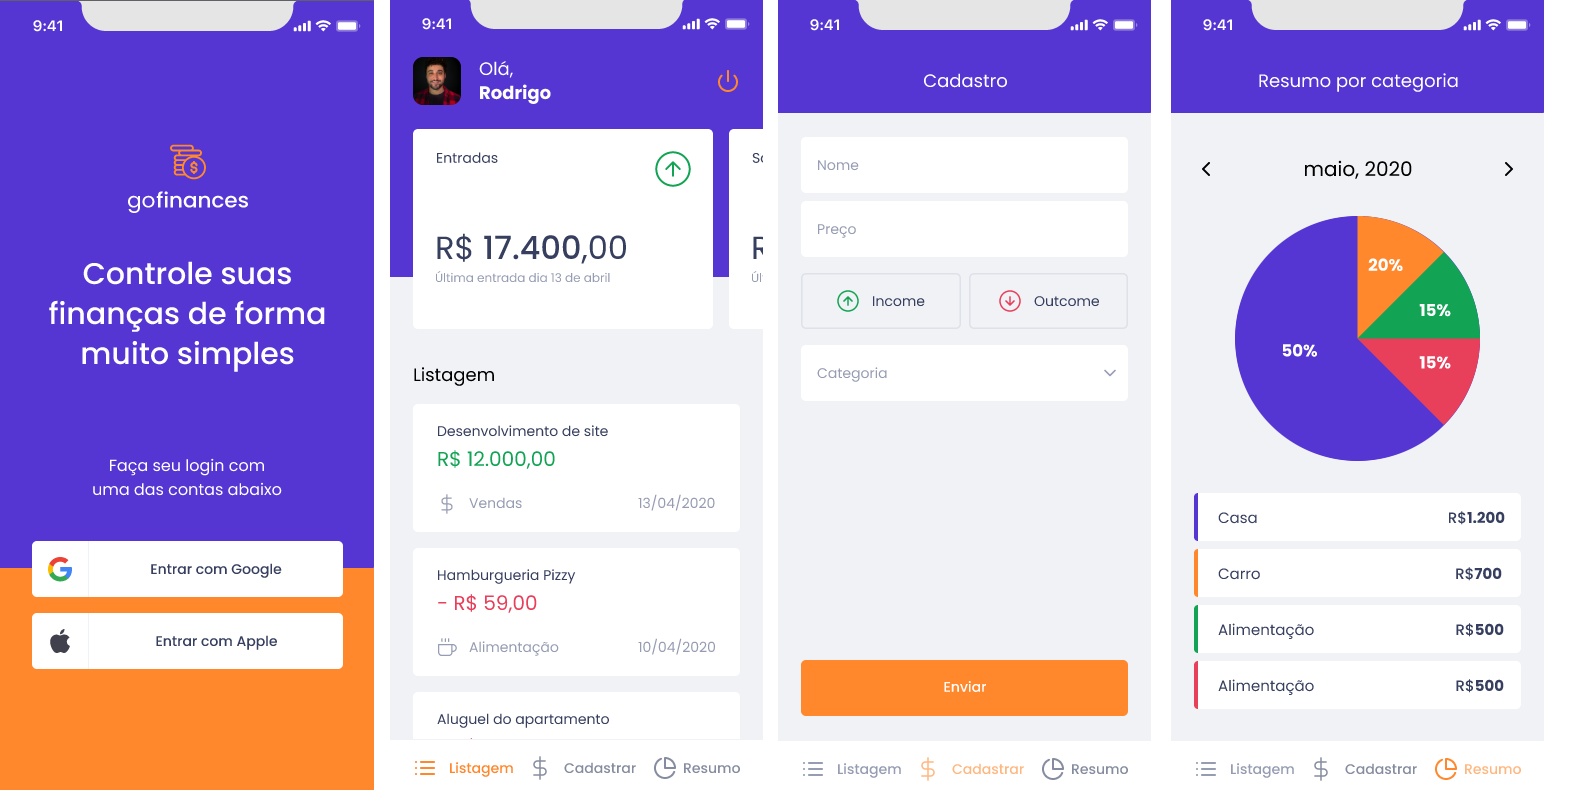 9:41
gofinances
Controle suas
finanças de forma
muito simples
Faça seu login com
uma das contas abaixo
Entrar com Google
Entrar com Apple
9:41
Olá,
Rodrigo
Entradas
R$ 17.400,00
Última entrada dia 13 de abril
Listagem
Desenvolvimento de site
R$ 12.000,00
Vendas 13/04/2020
Hamburgueria Pizzy
- R$ 59,00
Alimentação 10/04/2020
Aluguel do apartamento
Listagem Cadastrar Resumo
9:41
Cadastro
Nome
Preço
Income Outcome
Categoria
Enviar
Listagem Cadastrar Resumo
9:41
Resumo por categoria
maio, 2020
20%
15%
50%
15%
Casa R$1.200
Carro R$700
Alimentação R$500
Alimentação R$500
Listagem Cadastrar Resumo